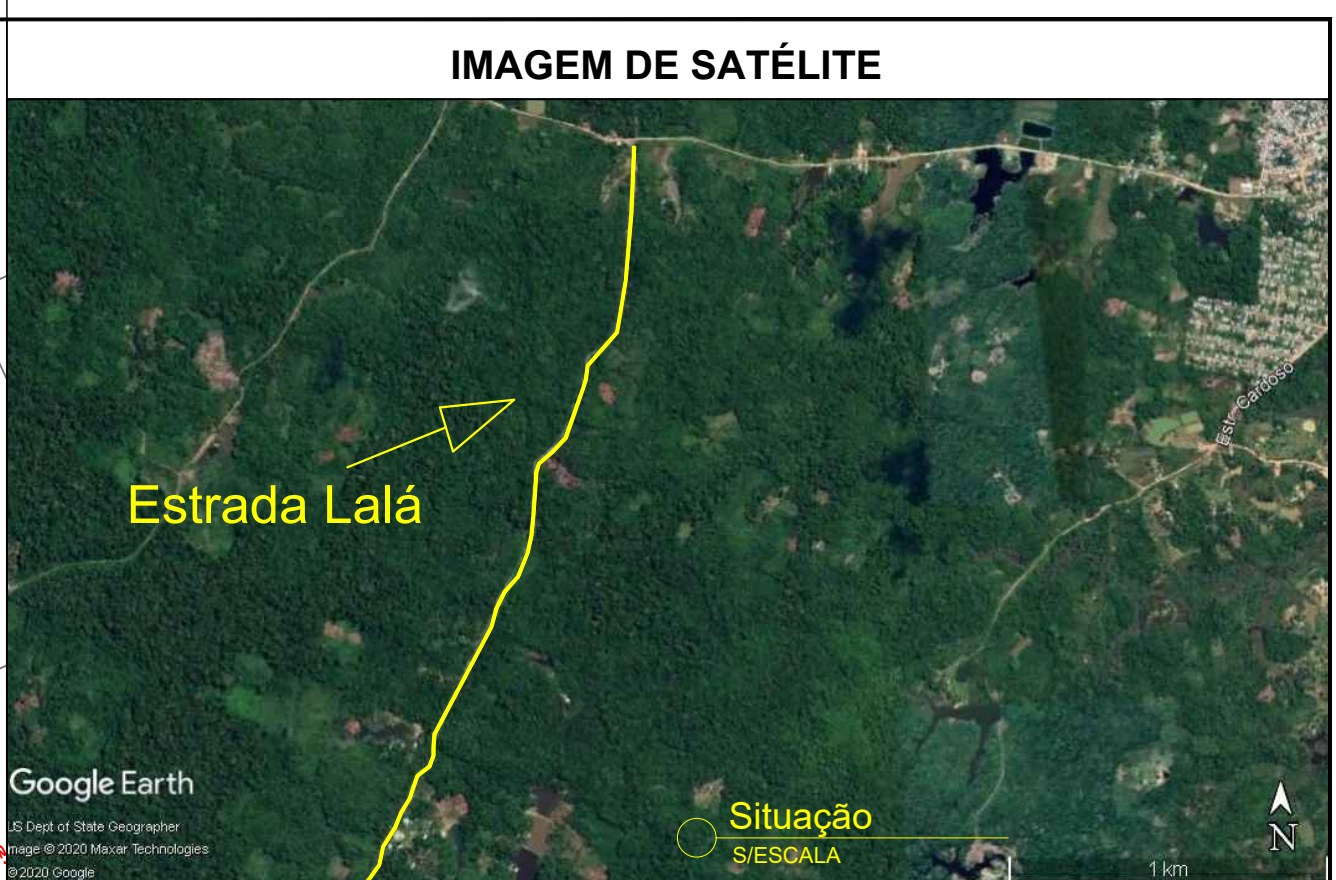 IMAGEM DE SATÉLITE
Estr. Cardoso
Estrada Lalá
Google Earth
US Dept of State Geographer
Image © 2020 Maxar Technologies
© 2020 Google
Situação
S/ESCALA
N
1 km